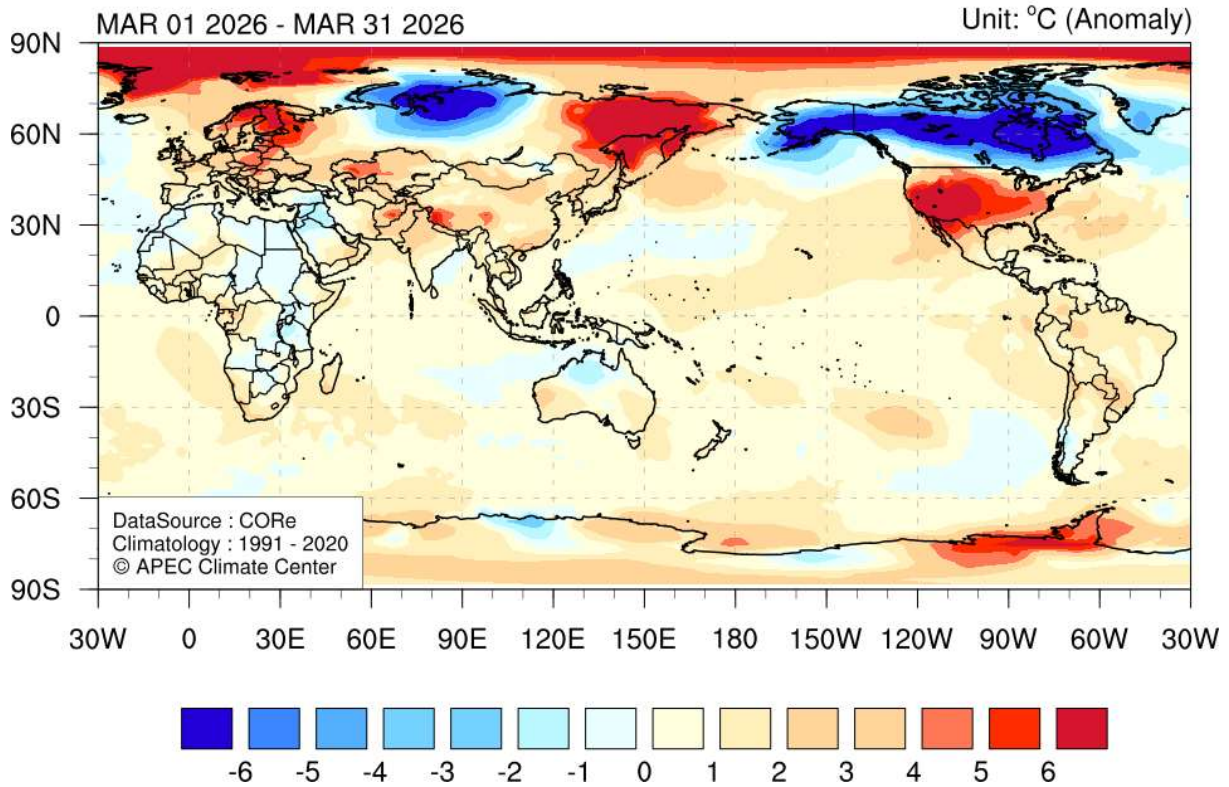 MAR 01 2026 - MAR 31 2026
Unit: °C (Anomaly)
90N
60N
30N
0
30S
60S
90S
DataSource : CORe
Climatology : 1991 - 2020
© APEC Climate Center
30W 0 30E 60E 90E 120E 150E 180 150W 120W 90W 60W 30W
-6 -5 -4 -3 -2 -1 0 1 2 3 4 5 6